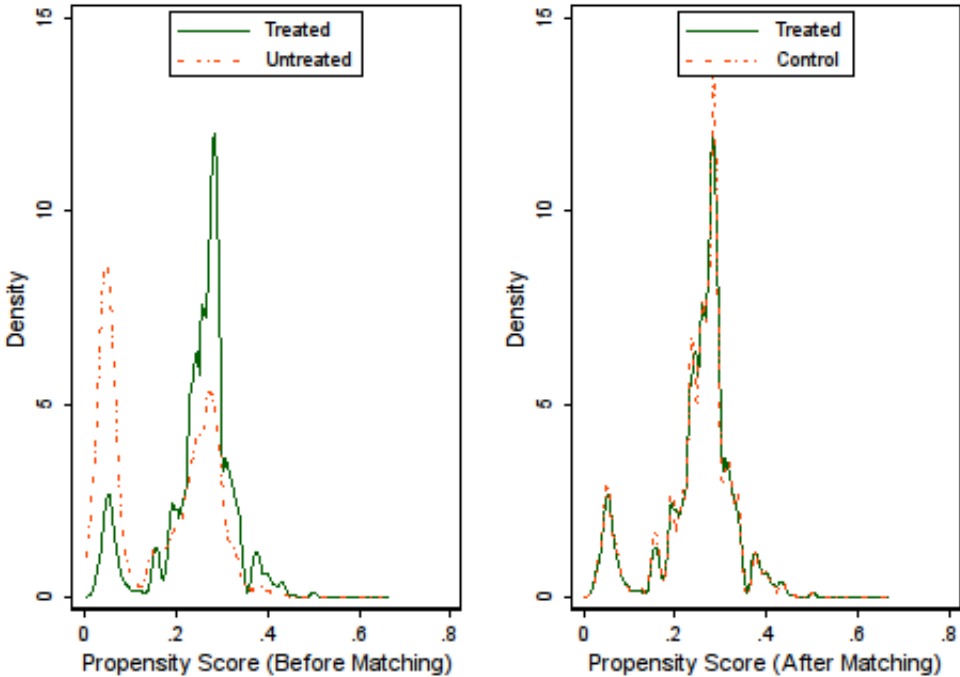 15
10
5
0
Density
Treated
Untreated
0 .2 .4 .6 .8
Propensity Score (Before Matching)
15
10
5
0
Density
Treated
Control
0 .2 .4 .6 .8
Propensity Score (After Matching)